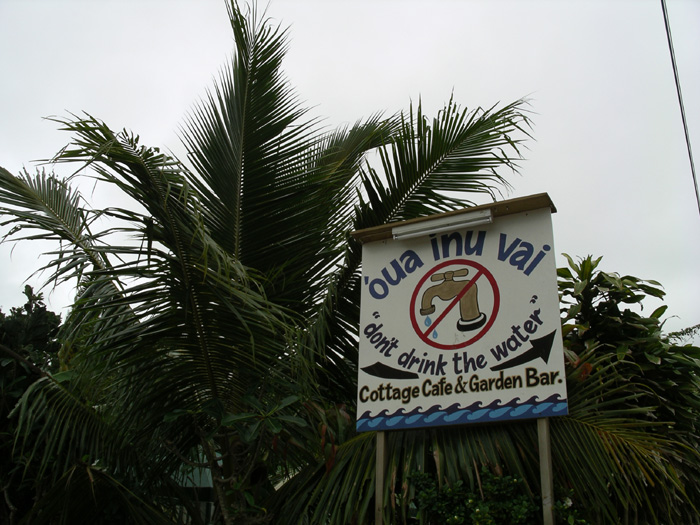 'oua inu vai
"dont drink the water"
Cottage Cafe & Garden Bar.